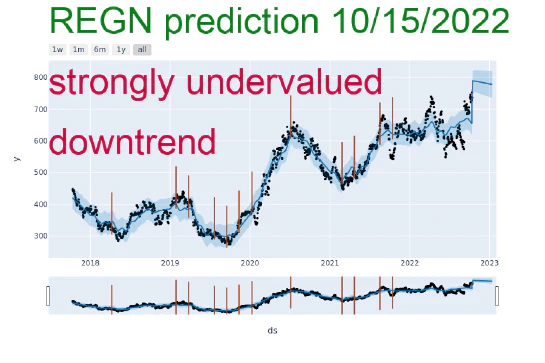 REGN prediction 10/15/2022
1w 1m 6m 1y all
800
strongly undervalued
700
600
downtrend
y
500
400
300
2018 2019 2020 2021 2022 2023
ds